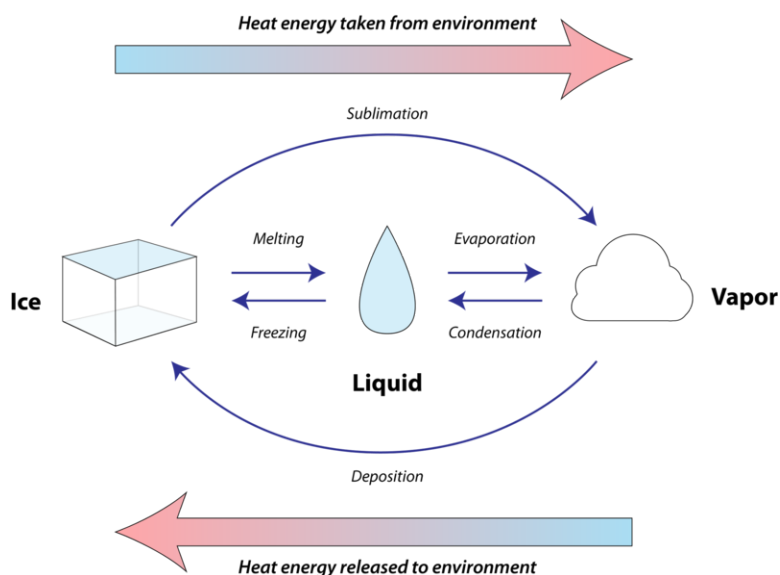 Heat energy taken from environment
Sublimation
Melting
Evaporation
Ice
Vapor
Freezing
Condensation
Liquid
Deposition
Heat energy released to environment